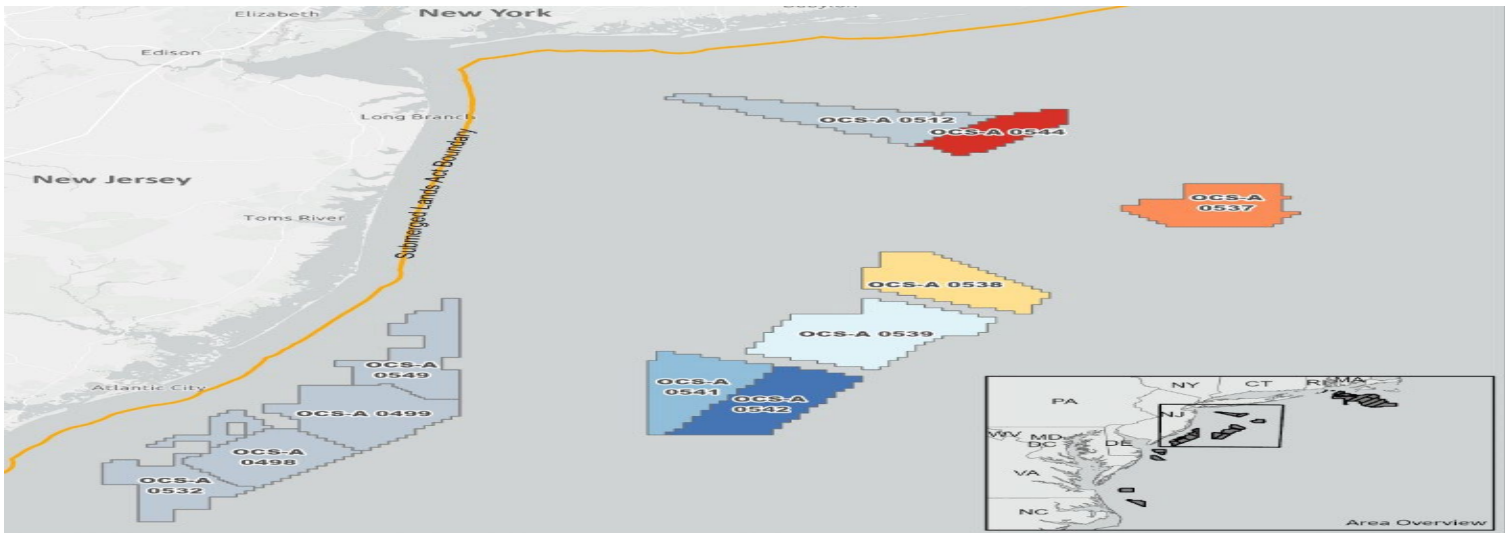 Elizabeth
New York
Edison
Long Branch
New Jersey
Toms River
Submerged Lands Act Boundary
Atlantic City
OCS-A 0512
OCS-A 0544
OCS-A
0537
OCS-A 0538
OCS-A 0539
OCS-A
0541
OCS-A
0542
OCS-A
0549
OCS-A 0499
OCS-A
0498
OCS-A
0532
NY
CT
RI
MA
PA
NJ
WV
MD
DC
DE
VA
NC
Area Overview